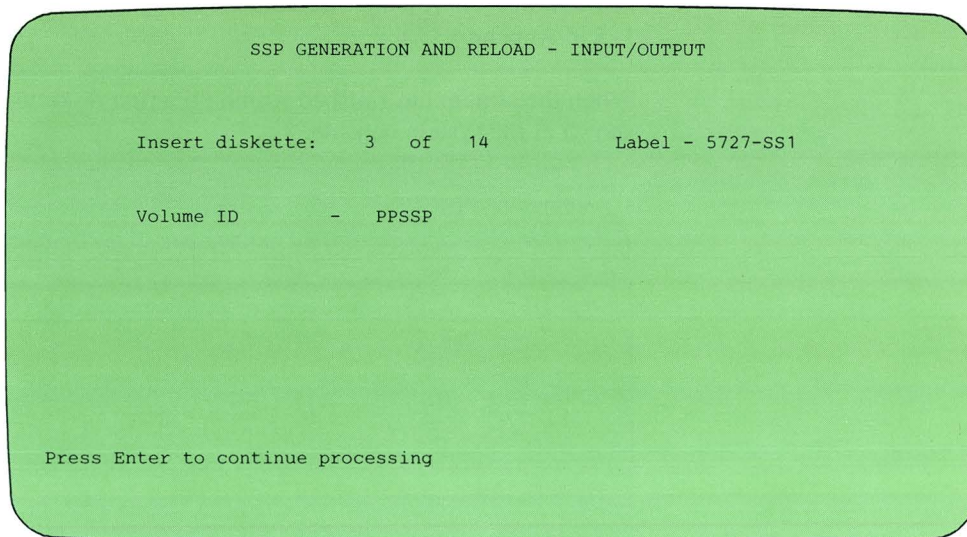 SSP GENERATION AND RELOAD - INPUT/OUTPUT
Insert diskette: 3 of 14 Label - 5727-SS1
Volume ID - PPSSP
Press Enter to continue processing